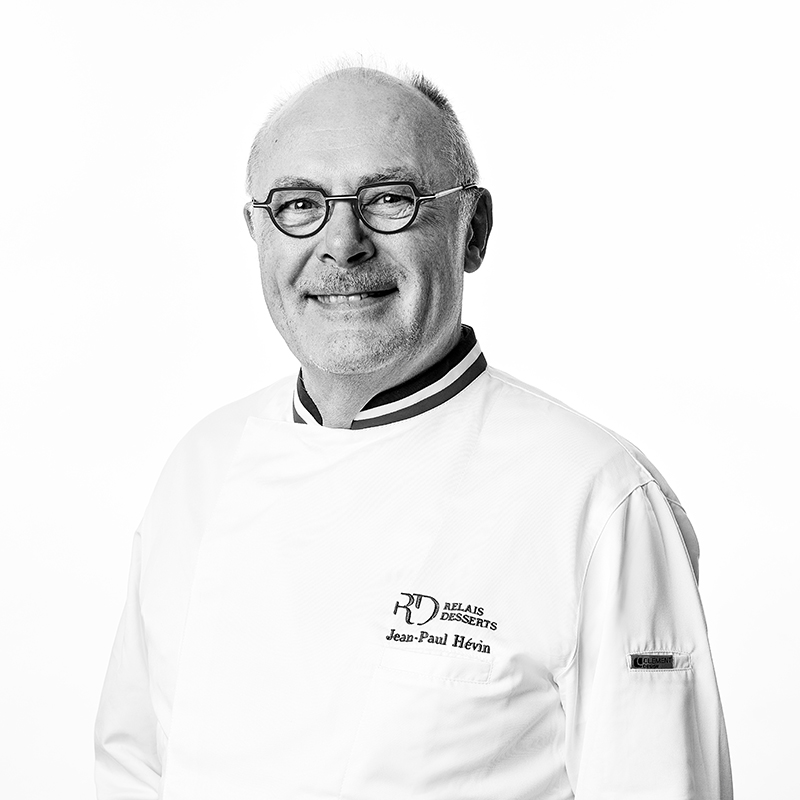 RD RELAIS
DESSERTS
Jean-Paul Hévin
CLEMENT